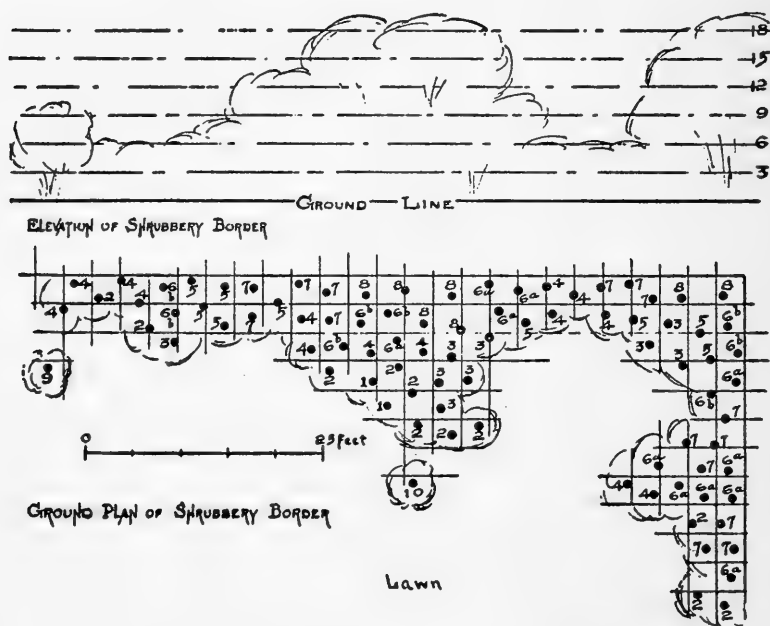 18
15
12
9
6
3
GROUND LINE
ELEVATION OF SHRUBBERY BORDER
4 4 6b 5 5 7 7 7 8 8 8 6a 6a 4 4 7 7 7 8 8
4 2 4 6b 5 5 7 5 4 7 6b 6b 8 8 6a 5 4 4 5 3 5 6b
2 3 4 6b 4 6a 4 3 3 3 5 6b
9 2 1 2 2 3 3 3 6a
1 3 6b 7
2 2 2
0 25 feet
7 7
6a 7 6a
10 4 4 6a 6a 6a
GROUND PLAN OF SHRUBBERY BORDER
2 7
7 7
Lawn 6a
2 2